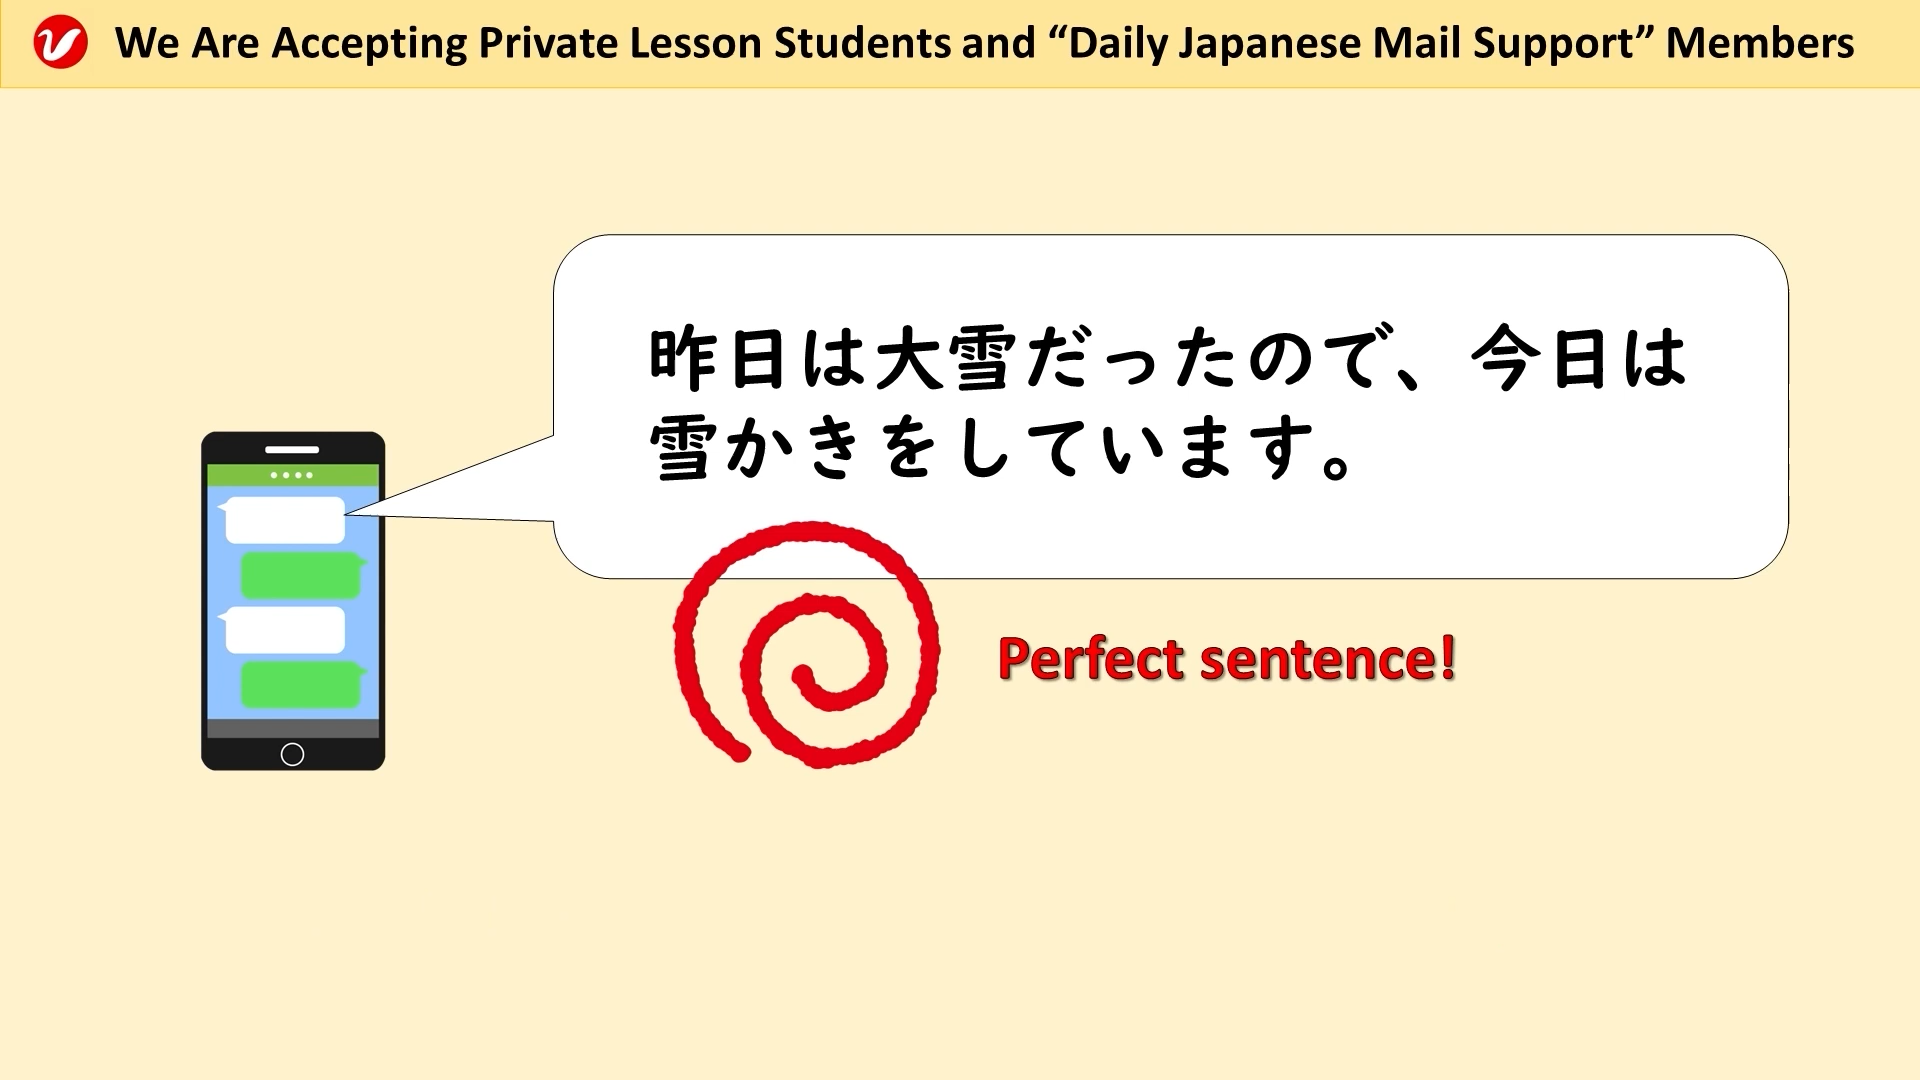 We Are Accepting Private Lesson Students and “Daily Japanese Mail Support” Members
昨日は大雪だったので、今日は
雪かきをしています。
Perfect sentence!